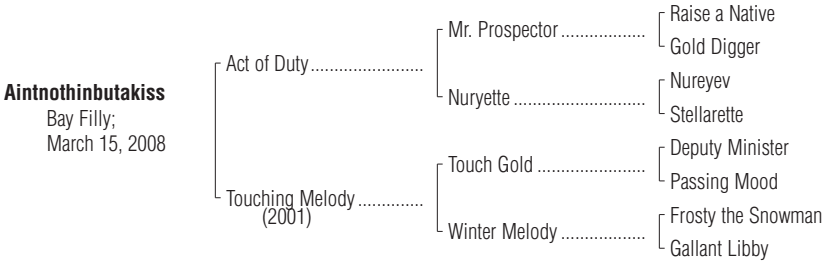 Aintnothinbutakiss
Bay Filly;
March 15, 2008
Act of Duty........................
Touching Melody..............
(2001)
Mr. Prospector..................
Nuryette............................
Touch Gold.......................
Winter Melody..................
Raise a Native
Gold Digger
Nureyev
Stellarette
Deputy Minister
Passing Mood
Frosty the Snowman
Gallant Libby